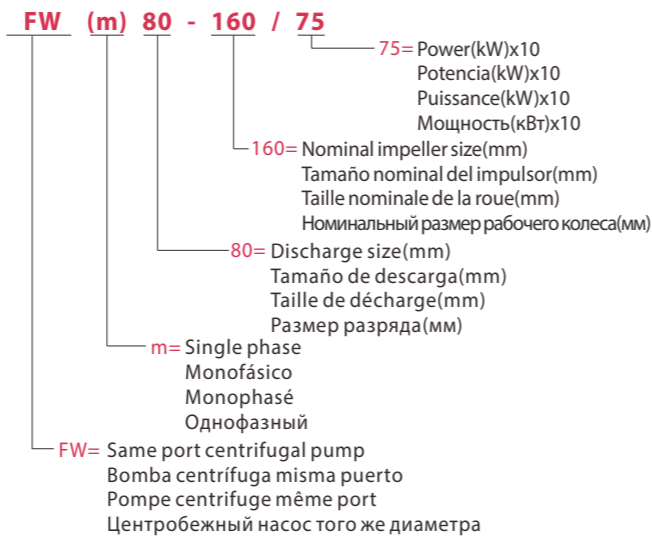 FW (m) 80 - 160 / 75
75= Power(kW)x10
Potencia(kW)x10
Puissance(kW)x10
Мощность(кВт)x10
160= Nominal impeller size(mm)
Tamaño nominal del impulsor(mm)
Taille nominale de la roue(mm)
Номинальный размер рабочего колеса(мм)
80= Discharge size(mm)
Tamaño de descarga(mm)
Taille de décharge(mm)
Размер разряда(мм)
m= Single phase
Monofásico
Monophasé
Однофазный
FW= Same port centrifugal pump
Bomba centrífuga misma puerto
Pompe centrifuge même port
Центробежный насос того же диаметра